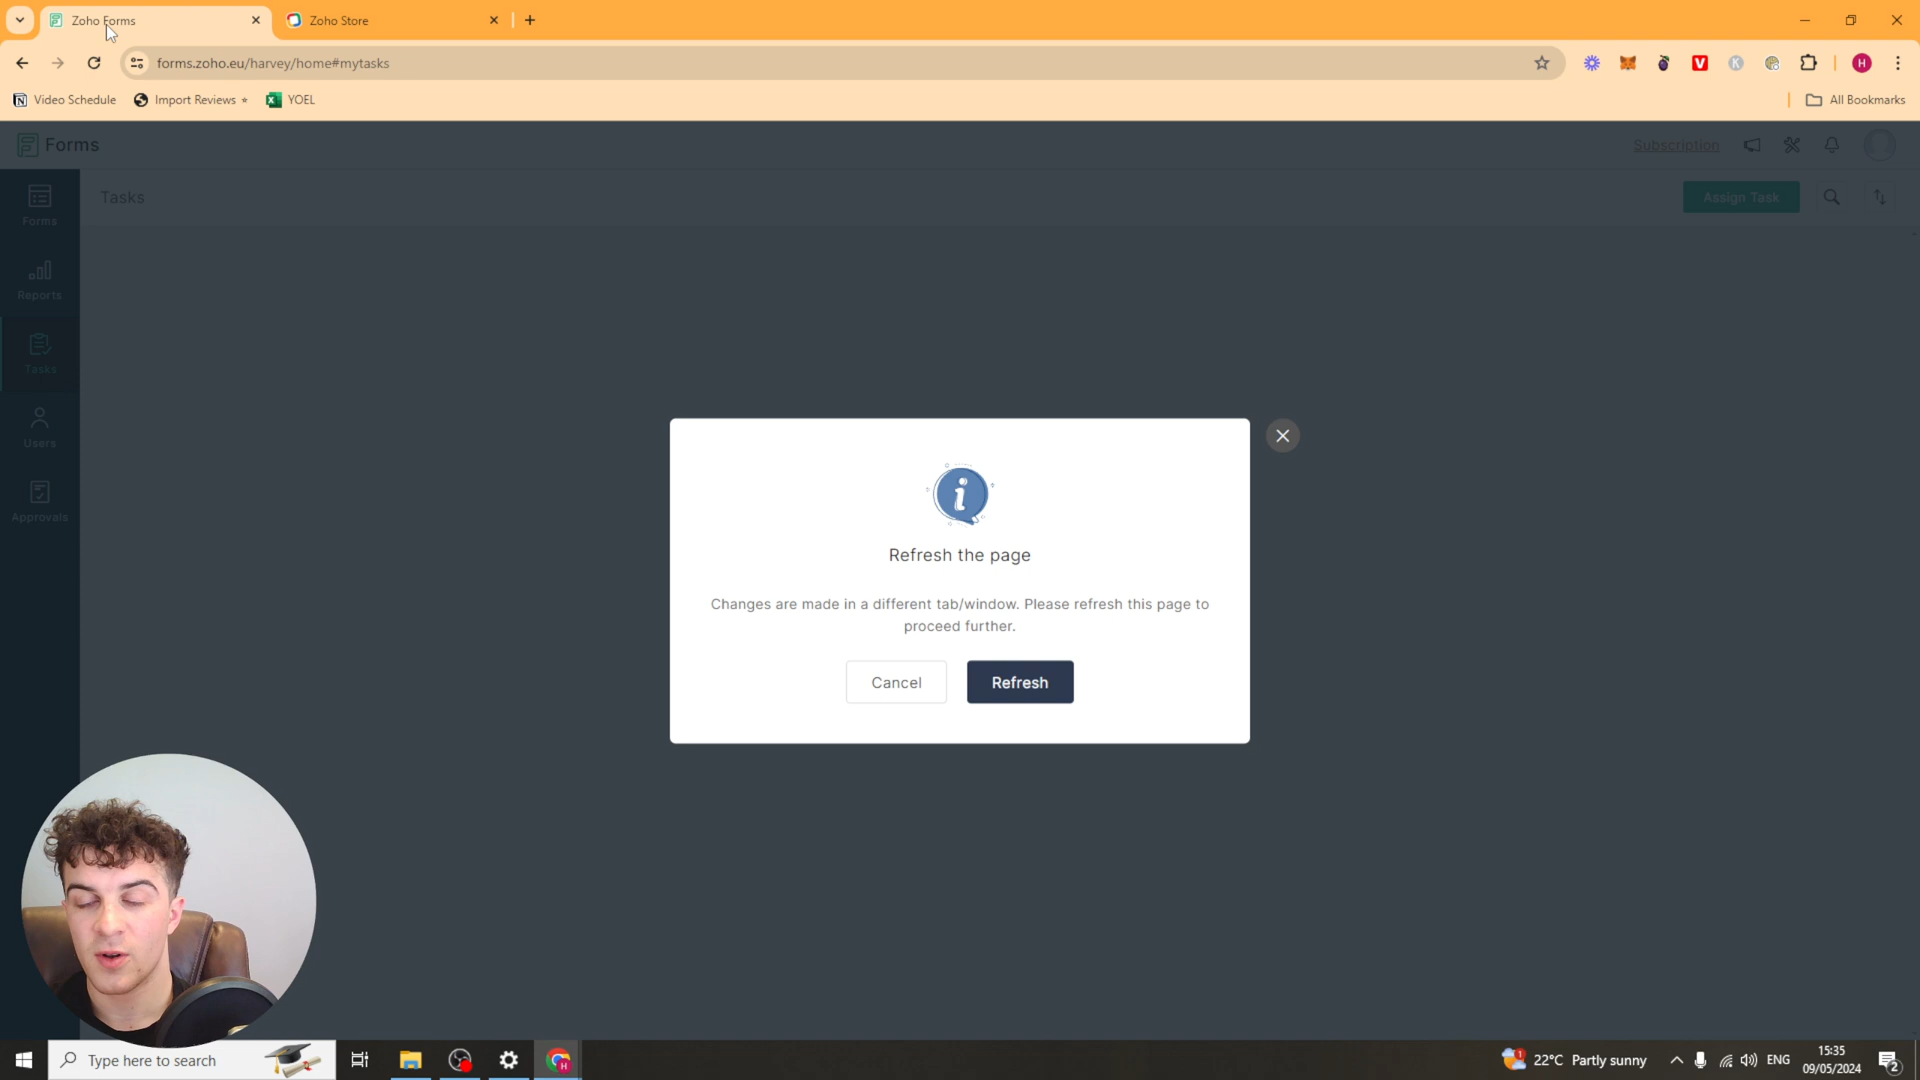 Zoho Forms
Zoho Store
forms.zoho.eu/harvey/home#mytasks
H
Video Schedule
Import Reviews
YOEL
All Bookmarks
Forms
Subscription
Forms
Tasks
Assign Task
Reports
Tasks
Users
Approvals
Refresh the page
Changes are made in a different tab/window. Please refresh this page to
proceed further.
Cancel
Refresh
Type here to search
22°C Partly sunny
ENG
15:35
09/05/2024
2